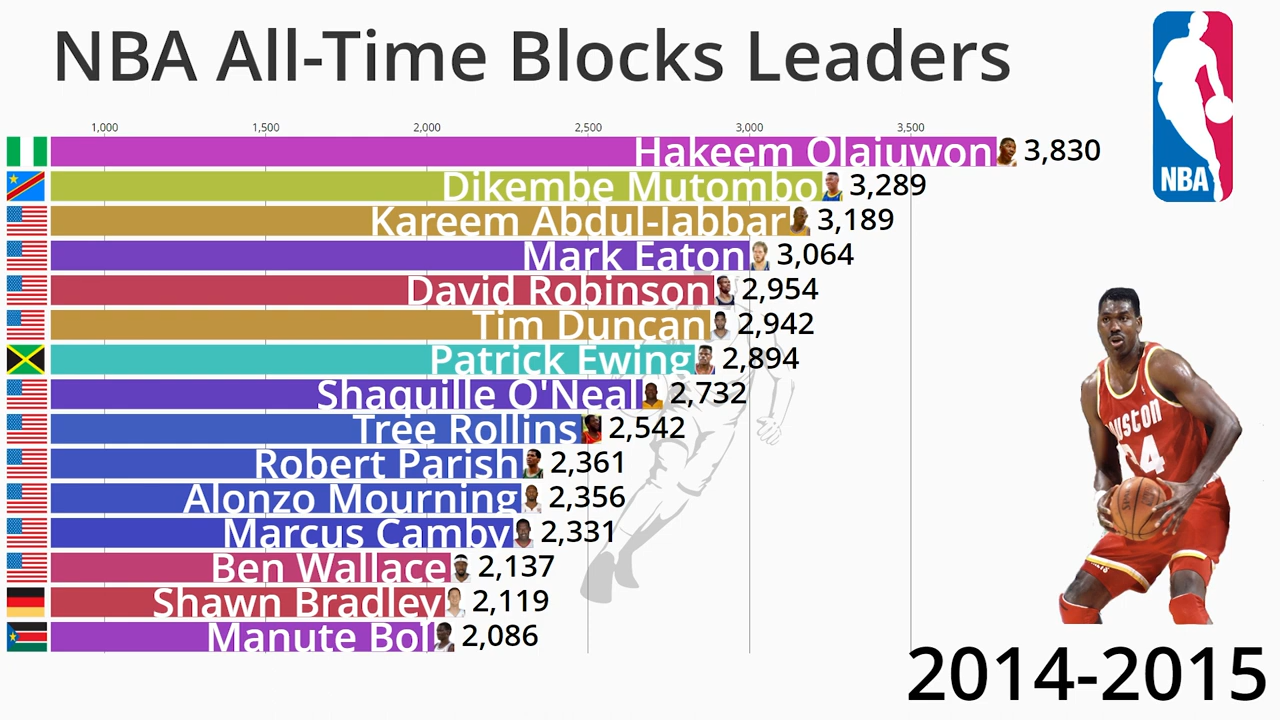 NBA All-Time Blocks Leaders
NBA
1,000 1,500 2,000 2,500 3,000 3,500
Hakeem Olajuwon 3,830
Dikembe Mutombo 3,289
Kareem Abdul-Jabbar 3,189
Mark Eaton 3,064
David Robinson 2,954
Tim Duncan 2,942
Patrick Ewing 2,894
Shaquille O'Neal 2,732
Tree Rollins 2,542
Robert Parish 2,361
Alonzo Mourning 2,356
Marcus Camby 2,331
Ben Wallace 2,137
Shawn Bradley 2,119
Manute Bol 2,086
2014-2015